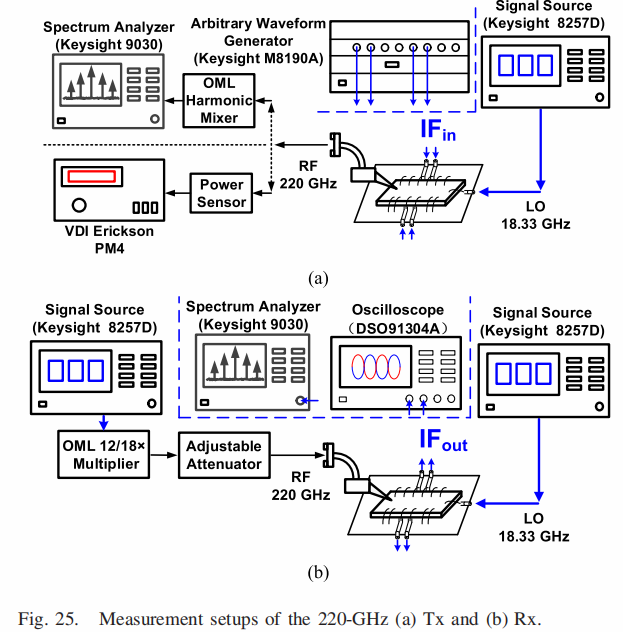 Spectrum Analyzer
(Keysight 9030)
Arbitrary Waveform
Generator
(Keysight M8190A)
Signal Source
(Keysight 8257D)
OML
Harmonic
Mixer
IFin
RF
220 GHz
Power
Sensor
LO
18.33 GHz
VDI Erickson
PM4
(a)
Signal Source
(Keysight 8257D)
Spectrum Analyzer
(Keysight 9030)
Oscilloscope
(DSO91304A)
Signal Source
(Keysight 8257D)
OML 12/18×
Multiplier
Adjustable
Attenuator
IFout
RF
220 GHz
LO
18.33 GHz
(b)
Fig. 25. Measurement setups of the 220-GHz (a) Tx and (b) Rx.